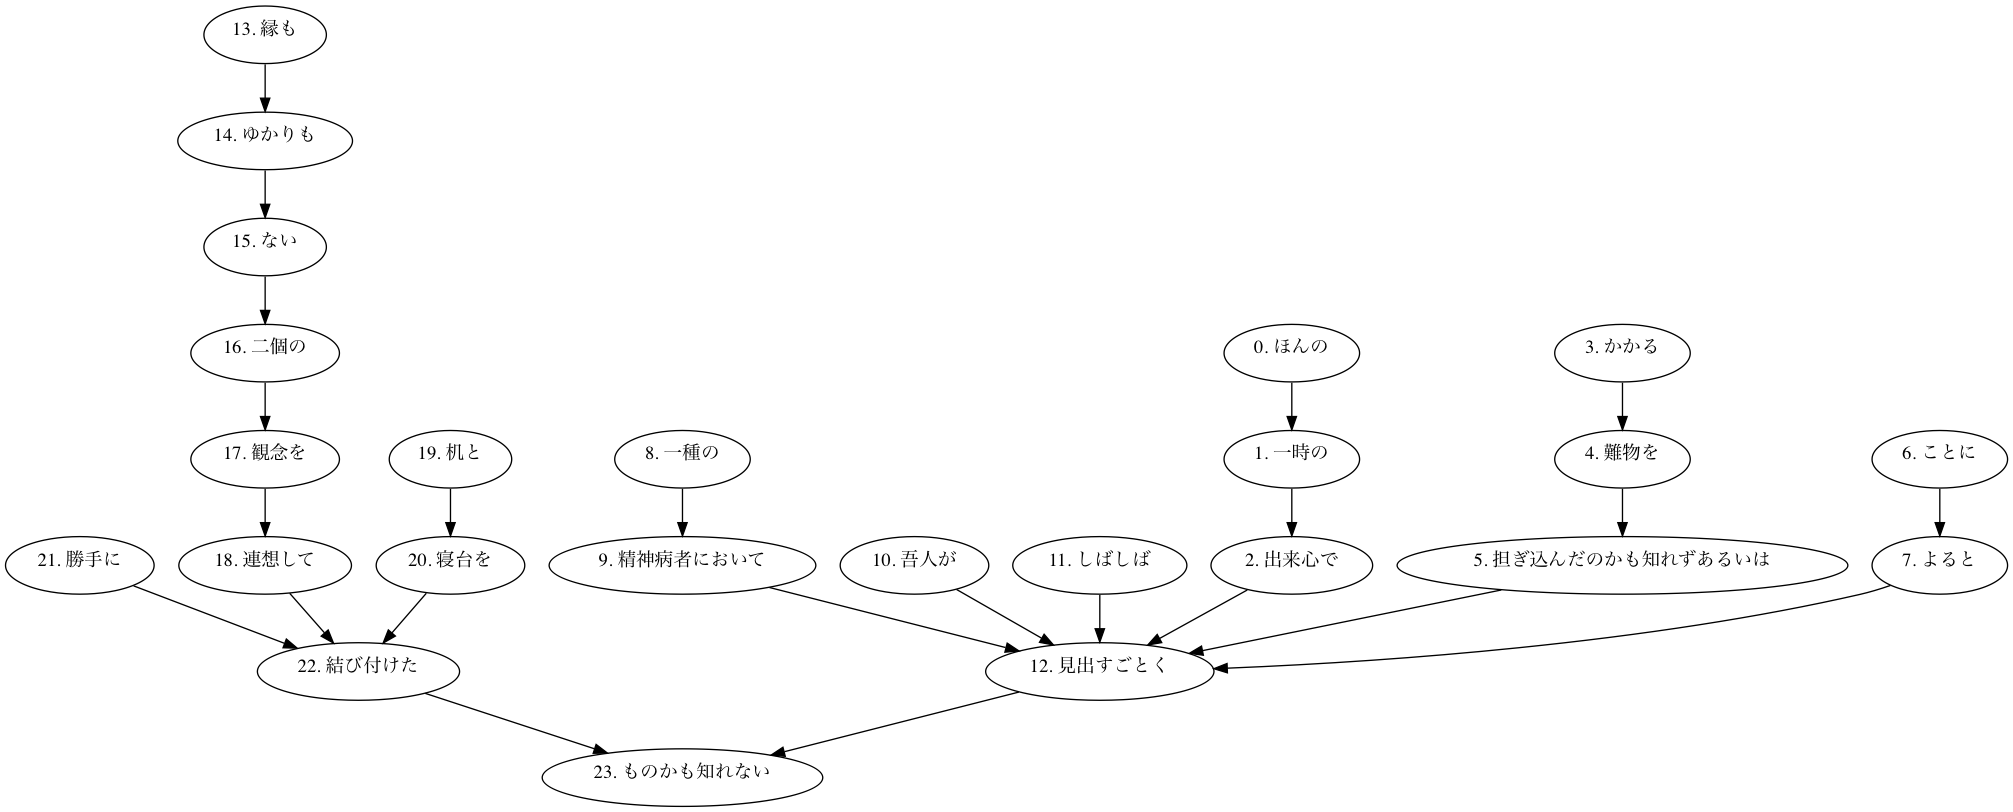 13. 縁も
14. ゆかりも
15. ない
16. 二個の
0. ほんの
3. かかる
17. 観念を
19. 机と
8. 一種の
1. 一時の
4. 難物を
6. ことに
21. 勝手に
18. 連想して
20. 寝台を
9. 精神病者において
10. 吾人が
11. しばしば
2. 出来心で
5. 担ぎ込んだのかも知れずあるいは
7. よると
22. 結び付けた
12. 見出すごとく
23. ものかも知れない